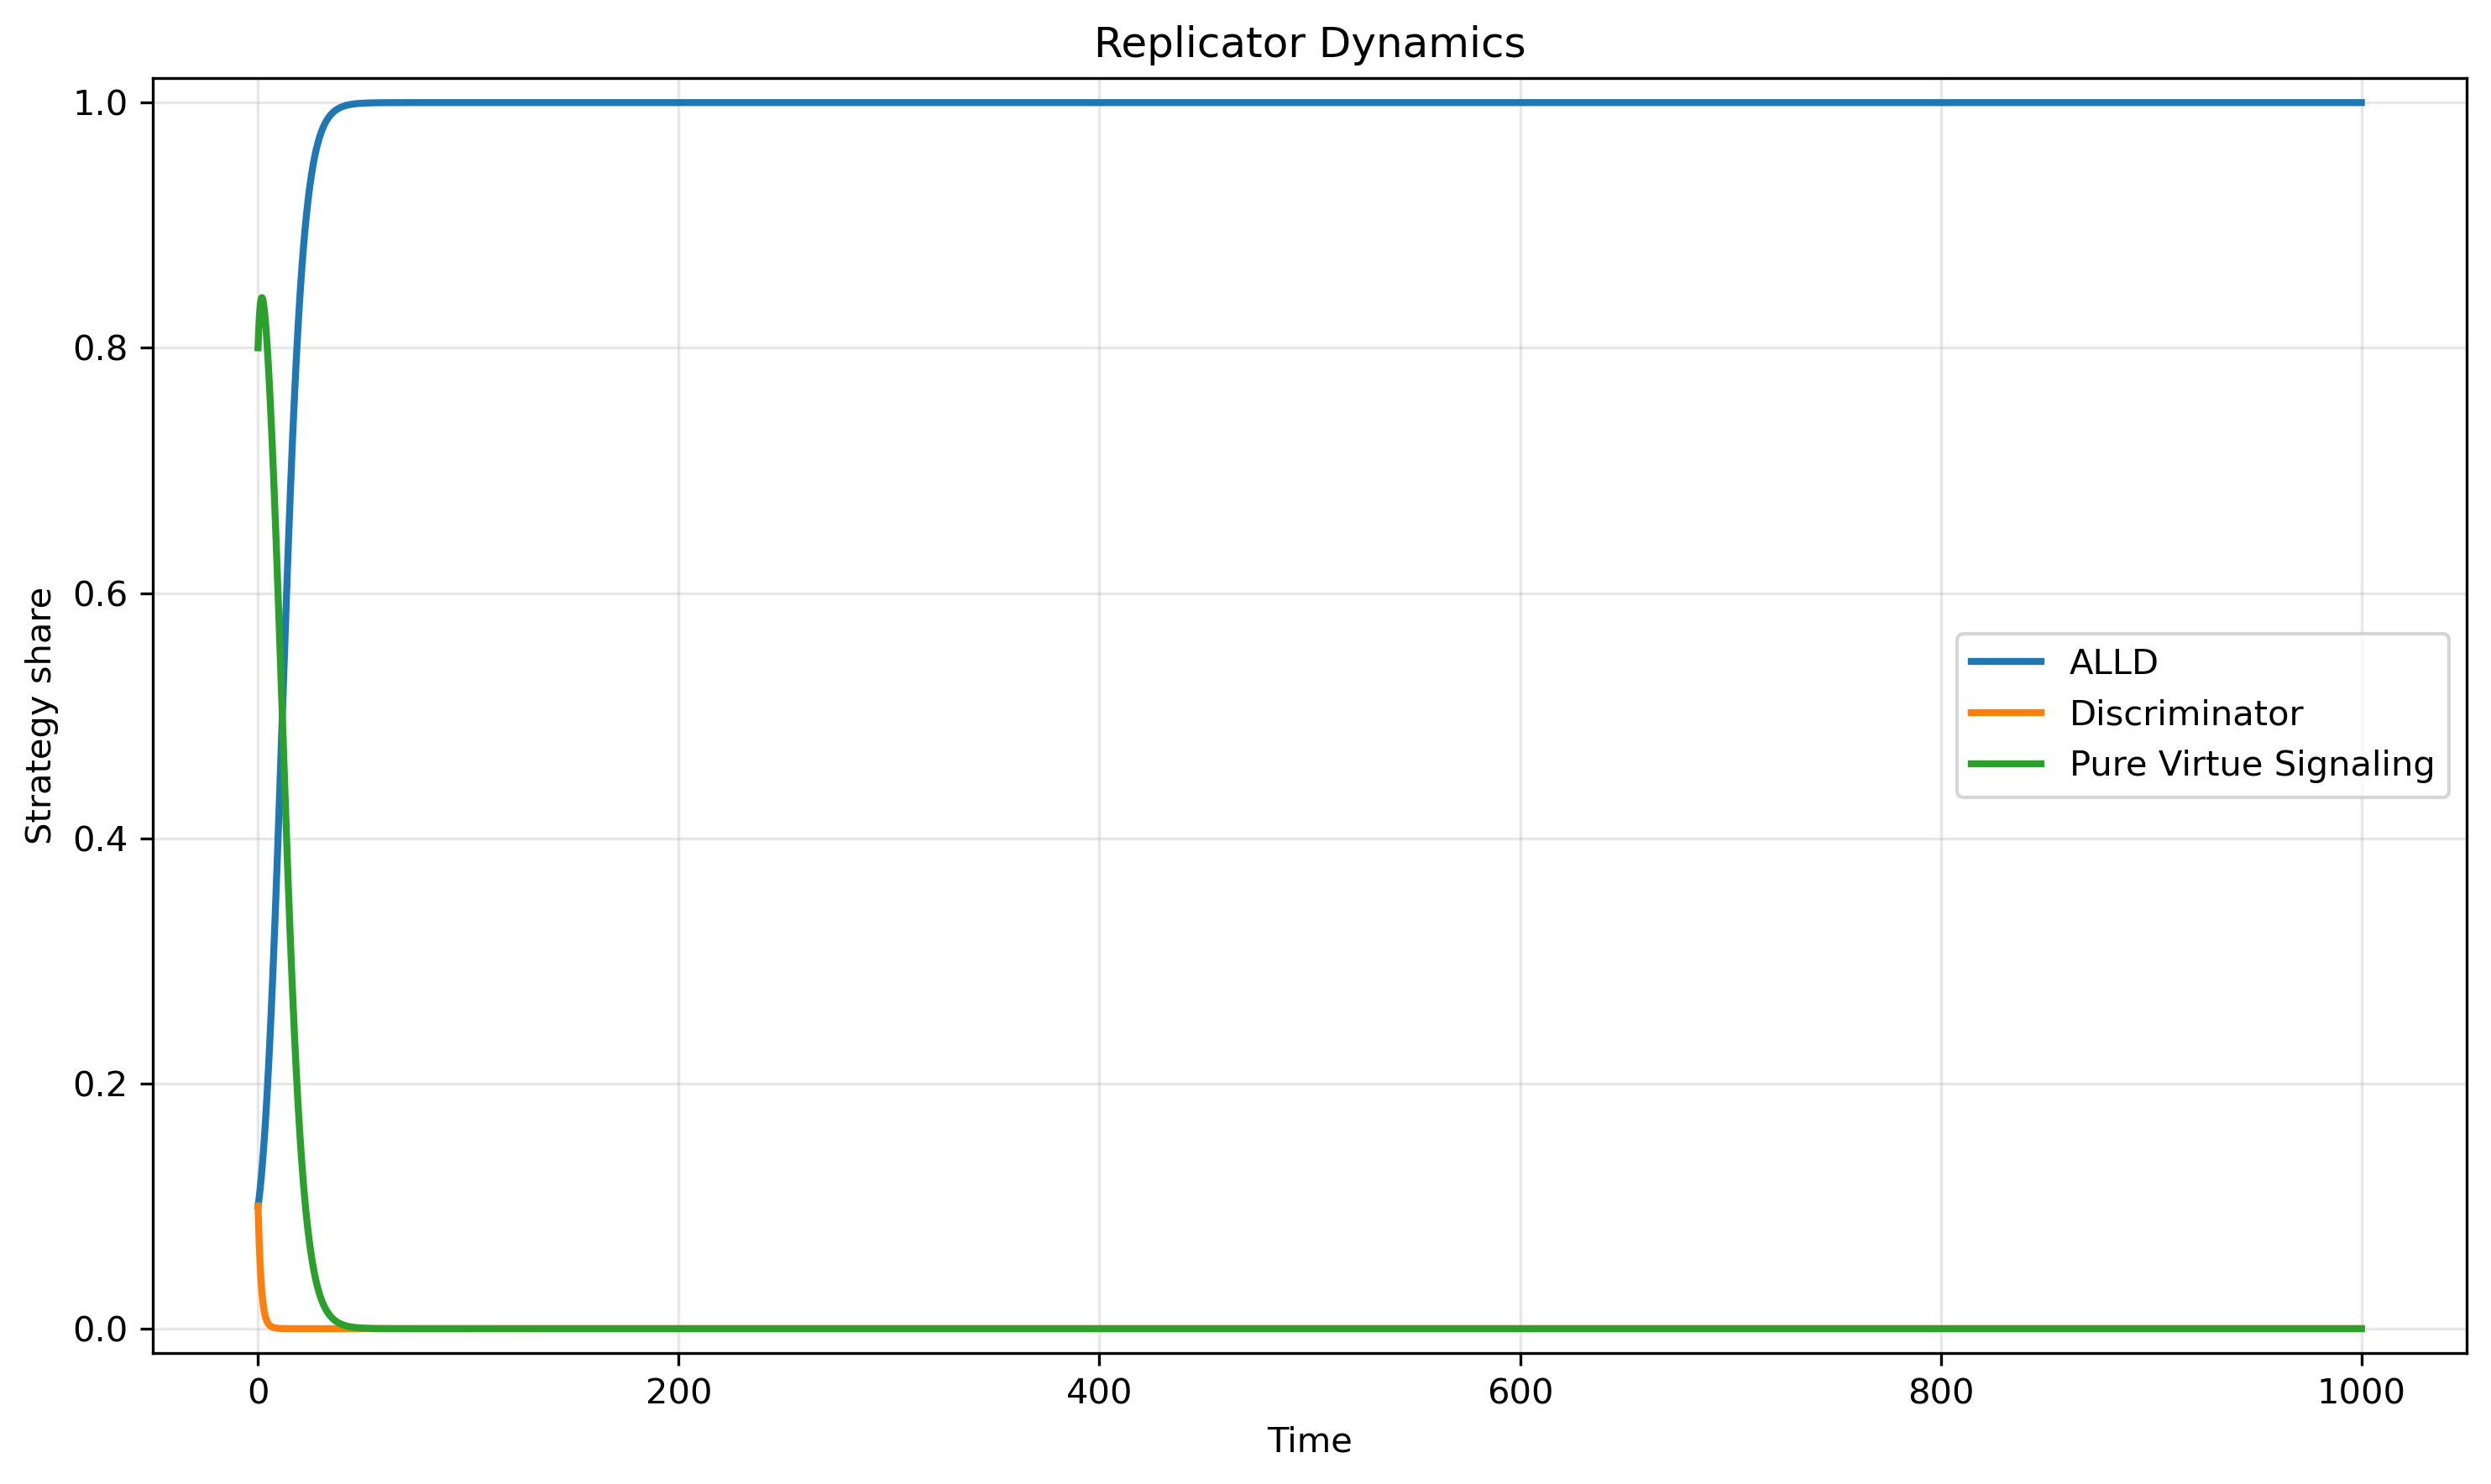 Replicator Dynamics
Strategy share
1.0
0.8
0.6
0.4
0.2
0.0
ALLD
Discriminator
Pure Virtue Signaling
0 200 400 600 800 1000
Time